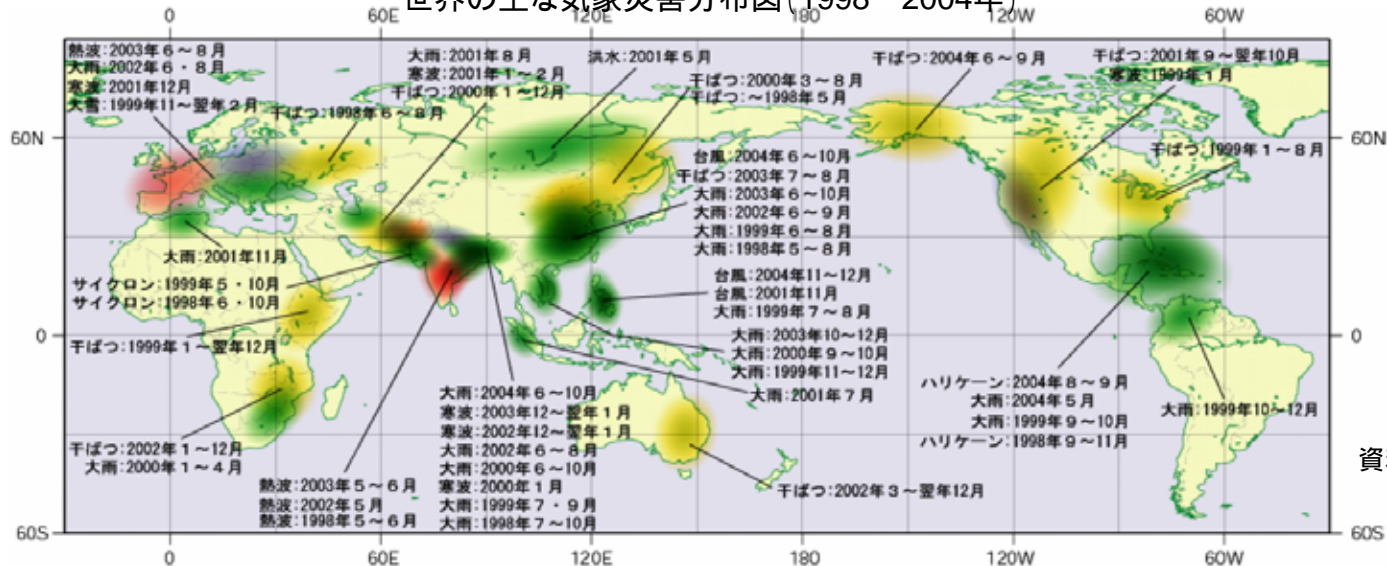 世界の主な気象災害分布図(1998 2004年)
0 60E 120E 180 120W 60W
熱波:2003年6～8月
大雨:2002年6・8月
寒波:2001年12月
大雪:1999年11～翌年2月
干ばつ:1998年6～8月
大雨:2001年8月
寒波:2001年1～2月
干ばつ:2000年1～12月
洪水:2001年5月
干ばつ:2000年3～8月
干ばつ:～1998年5月
干ばつ:2004年6～9月
干ばつ:2001年9～翌年10月
寒波:1999年1月
干ばつ:1999年1～8月
60N
60N
台風:2004年6～10月
干ばつ:2003年7～8月
大雨:2003年6～10月
大雨:2002年6～9月
大雨:1999年6～8月
大雨:1998年5～8月
大雨:2001年11月
サイクロン:1999年5・10月
サイクロン:1998年6・10月
干ばつ:1999年1～翌年12月
台風:2004年11～12月
台風:2001年11月
大雨:1999年7～8月
0
0
大雨:2003年10～12月
大雨:2000年9～10月
大雨:1999年11～12月
大雨:2001年7月
ハリケーン:2004年8～9月
大雨:2004年5月
大雨:1999年9～10月
ハリケーン:1998年9～11月
大雨:1999年10～12月
干ばつ:2002年1～12月
大雨:2000年1～4月
熱波:2003年5～6月
熱波:2002年5月
熱波:1998年5～6月
大雨:2004年6～10月
寒波:2003年12～翌年1月
寒波:2002年12～翌年1月
大雨:2002年6～8月
大雨:2000年6～10月
寒波:2000年1月
大雨:1999年7・9月
大雨:1998年7～10月
干ばつ:2002年3～翌年12月
資
60S
60S
0 60E 120E 180 120W 60W